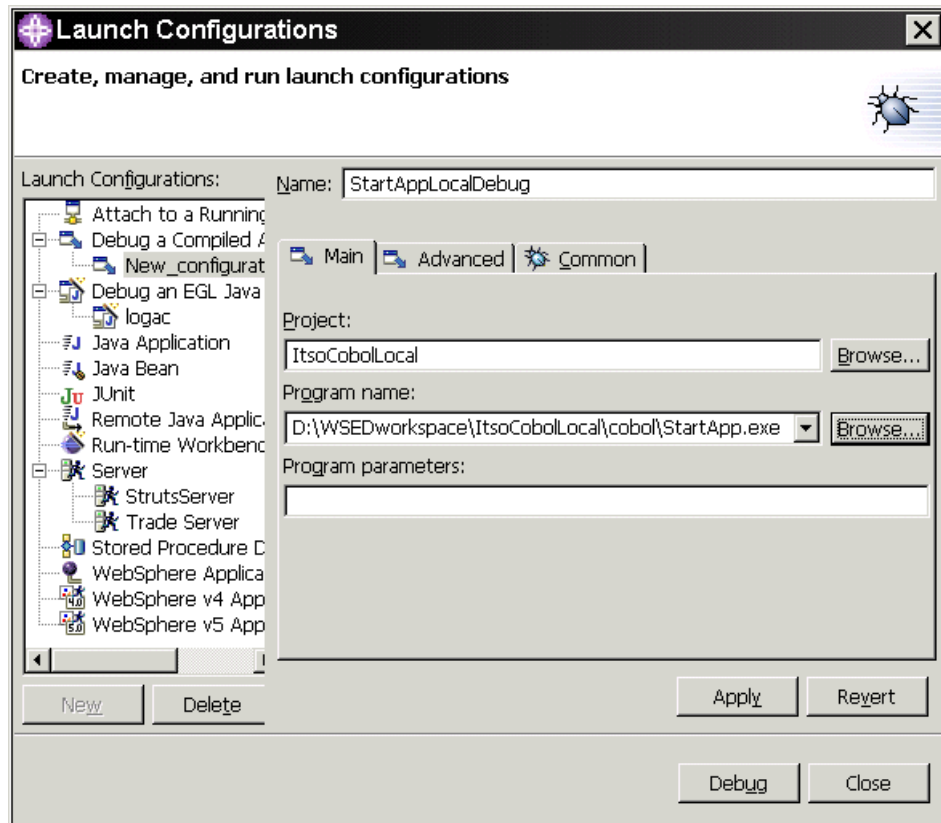 Launch Configurations
Create, manage, and run launch configurations
Launch Configurations:
Attach to a Running
Debug a Compiled A
New_configurat
Debug an EGL Java
logac
Java Application
Java Bean
JUnit
Remote Java Applic
Run-time Workbenc
Server
StrutsServer
Trade Server
Stored Procedure D
WebSphere Applica
WebSphere v4 App
WebSphere v5 App
New Delete
Name: StartAppLocalDebug
Main Advanced Common
Project:
ItsoCobolLocal Browse...
Program name:
D:\WSEDworkspace\ItsoCobolLocal\cobol\StartApp.exe Browse...
Program parameters:
Apply Revert
Debug Close